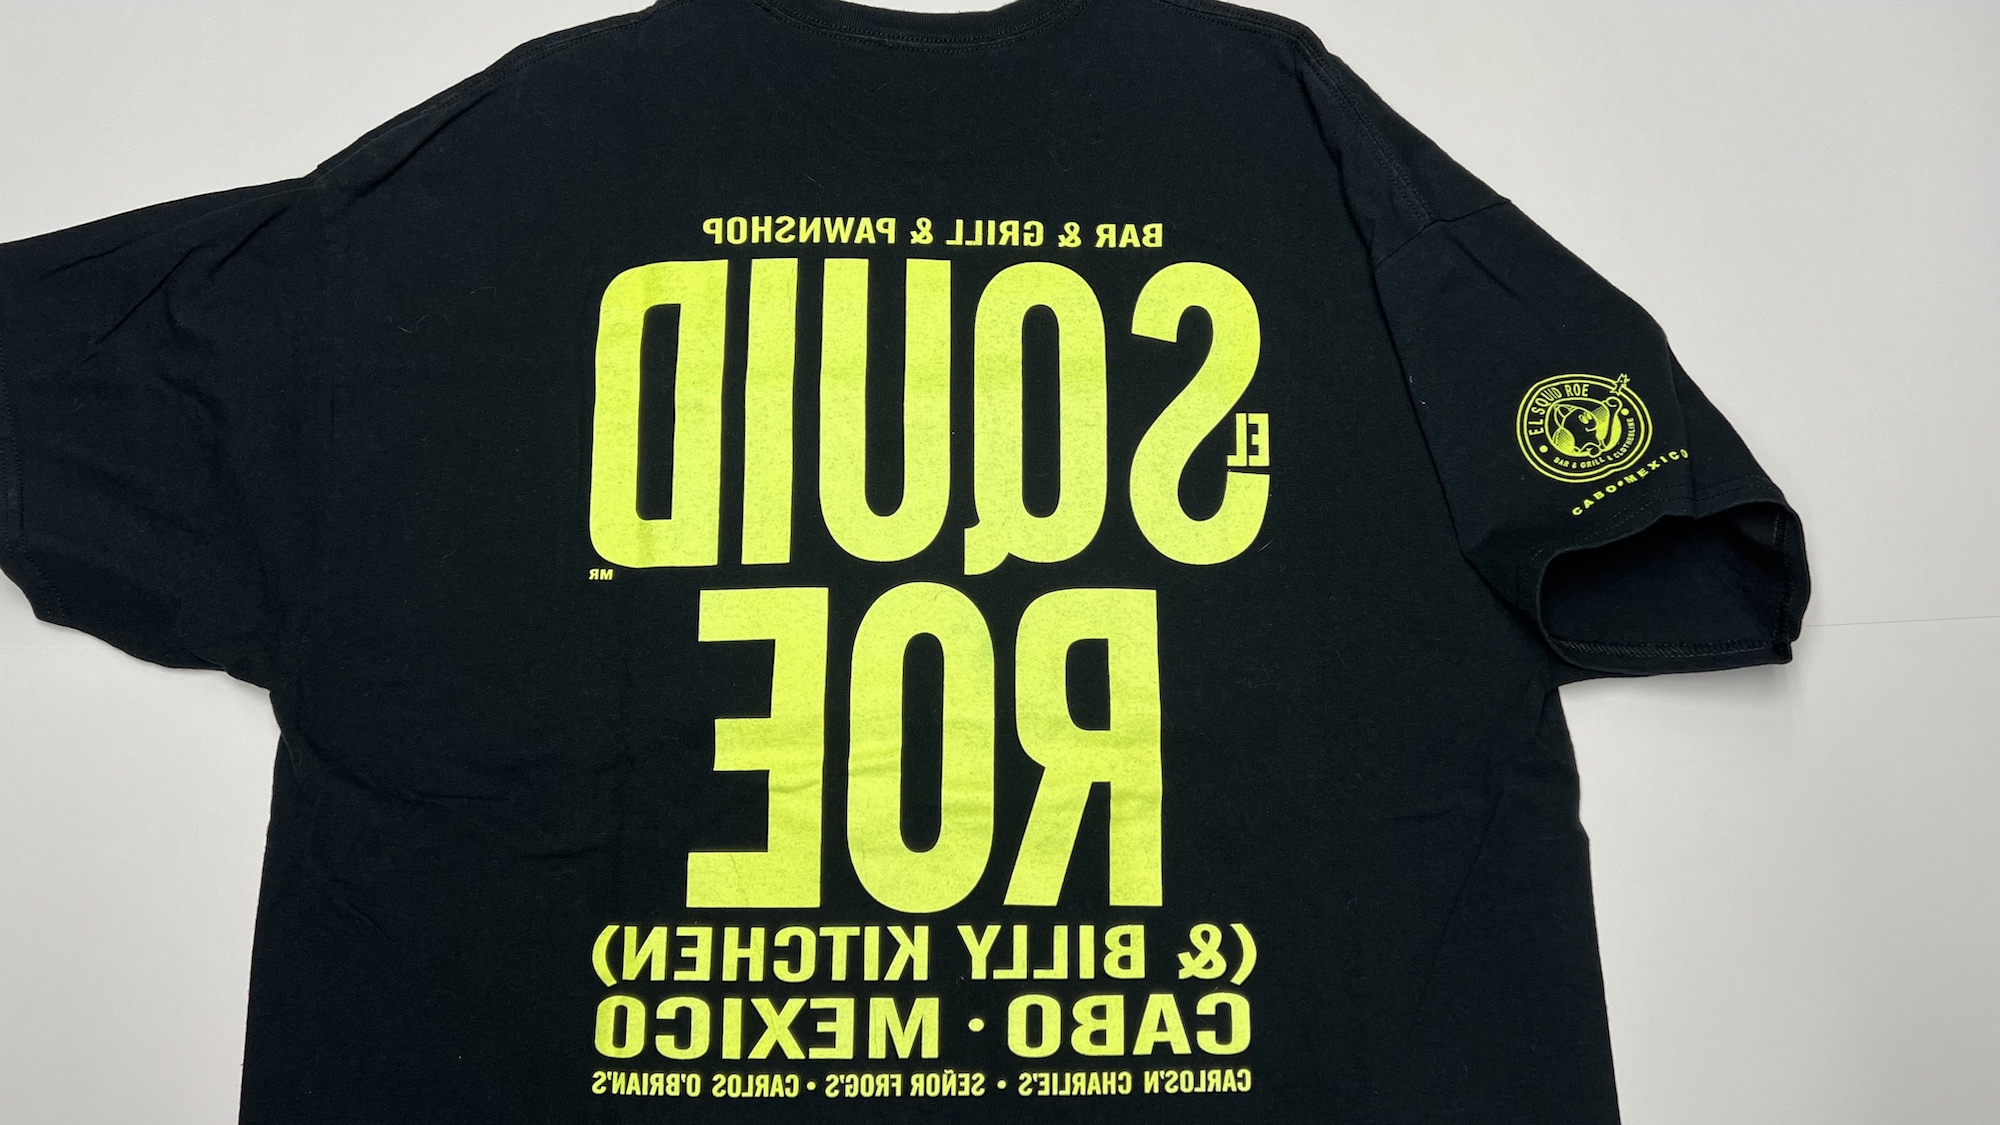 BAR & GRILL & PAWNSHOP
EL SQUID
MR
ROE
(& BILLY KITCHEN)
CABO · MEXICO
CARLOS'N CHARLIE'S • SEÑOR FROG'S • CARLOS O'BRIAN'S
EL SQUID ROE
BAR & GRILL & CLOTHESLINE
CABO•MEXICO